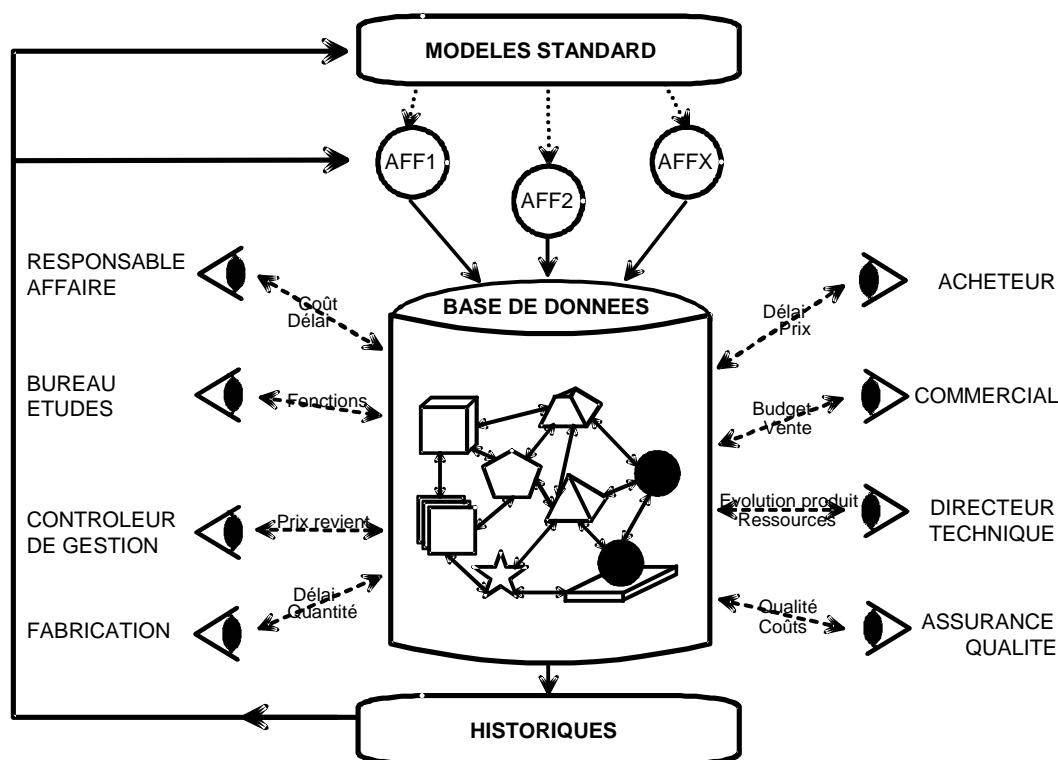 MODELES STANDARD
AFF1
AFF2
AFFX
BASE DE DONNEES
RESPONSABLE
AFFAIRE
Coût
Délai
BUREAU
ETUDES
Fonctions
CONTROLEUR
DE GESTION
Prix revient
FABRICATION
Délai
Quantité
ACHETEUR
Délai
Prix
COMMERCIAL
Budget
Vente
DIRECTEUR
TECHNIQUE
Evolution produit
Ressources
ASSURANCE
QUALITE
Qualité
Coûts
HISTORIQUES